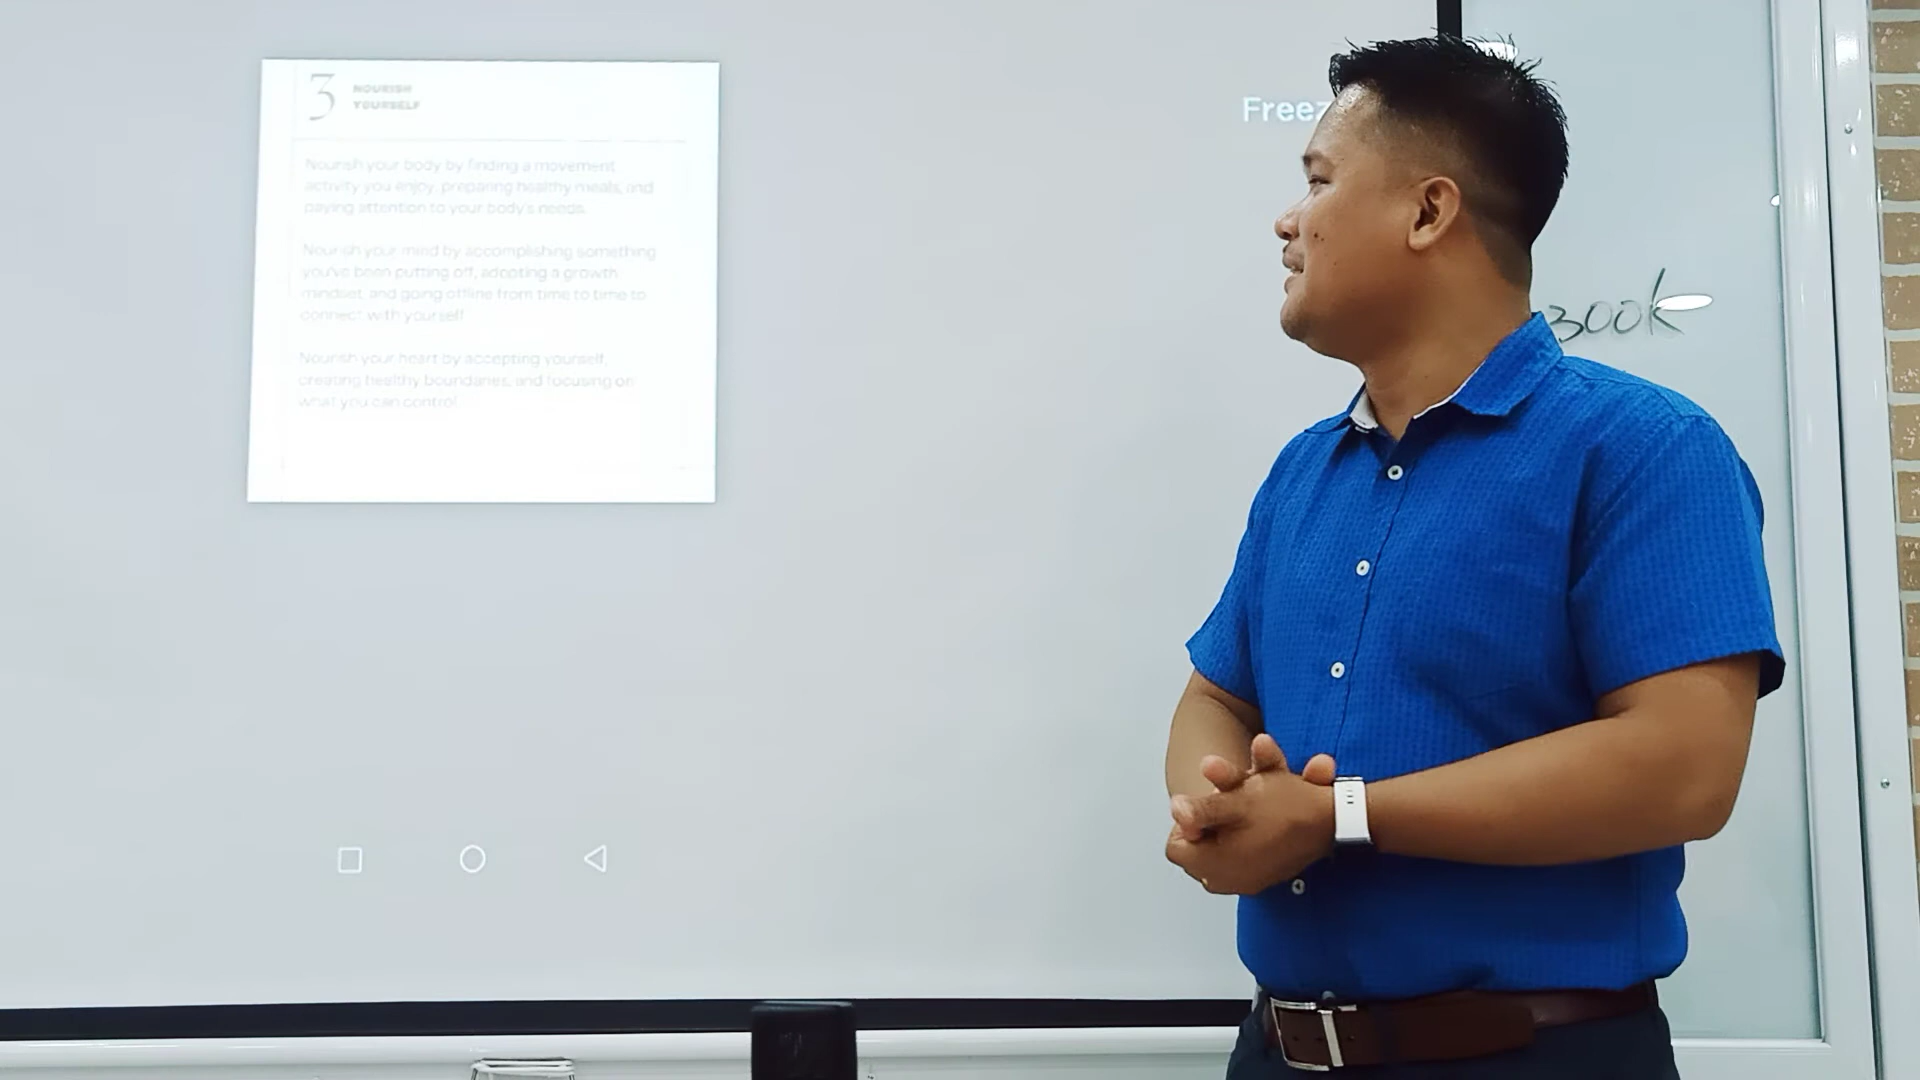 3
NOURISH
YOURSELF
Nourish your body by finding a movement
activity you enjoy, preparing healthy meals, and
paying attention to your body's needs.
Nourish your mind by accomplishing something
you've been putting off, adopting a growth
mindset, and going offline from time to time to
connect with yourself.
Nourish your heart by accepting yourself,
creating healthy boundaries, and focusing on
what you can control.
Freez
300k